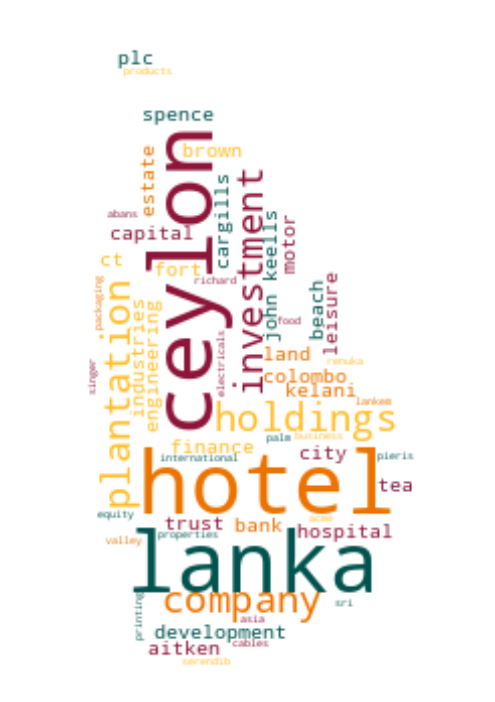 plc
products
spence
brown
estate
ceylon
investment
cargills
john keells
motor
abans
capital
ct
fort
richard
packaging
plantation
industries
engineering
electricals
food
beach
leisure
singer
land
renuka
colombo
kelani
lankem
holdings
palm
business
finance
international
city
pieris
hotel
tea
equity
trust
bank
acme
hospital
valley
properties
lanka
company
sri
printing
asia
development
cables
aitken
serendib